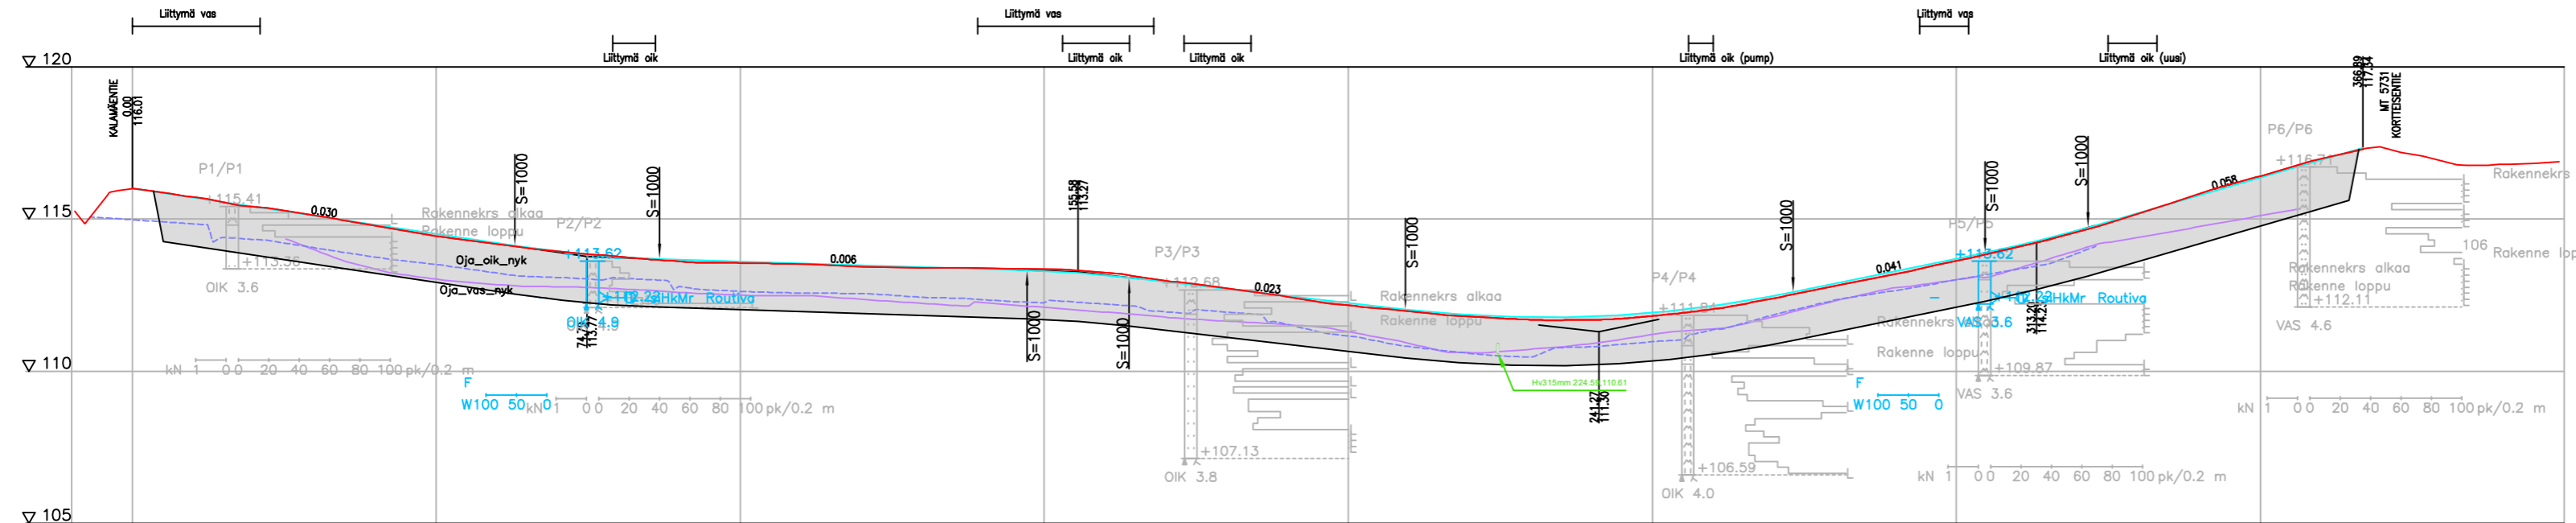 Liittymä vas
Liittymä vas
Liittymä vas
Liittymä oik
Liittymä oik
Liittymä oik
Liittymä oik (pump)
Liittymä oik (uusi)
120
KALAMÄENTIE
0.00
116.01
366.89
117.34
MT 5731
KORTTEISENTIE
P1/P1
+115.41
0.030
S=1000
S=1000
P2/P2
+113.62
155.58
113.27
P3/P3
+112.68
S=1000
S=1000
P4/P4
+111.84
0.041
P5/P5
+113.62
S=1000
S=1000
0.058
P6/P6
+116.71
Rakennekrs
106
Rakenne lop
115
Rakennekrs alkaa
Rakenne loppu
+113.36
OIK 3.6
Oja_oik_nyk
Oja_vas_nyk
HkMr Routiva
OIK 4.9
113.77
0.006
S=1000
S=1000
0.023
Rakennekrs alkaa
Rakenne loppu
Rakenne loppu
HkMr Routiva
VAS 3.6
313.20
Rakennekrs alkaa
Rakenne loppu
+112.11
VAS 4.6
110
kN 1 0 0 20 40 60 80 100 pk/0.2 m
F
W100 50 0
kN 1 0 0 20 40 60 80 100 pk/0.2 m
Hv315mm 224.59 110.61
241.27
111.30
+109.87
VAS 3.6
F
W100 50 0
kN 1 0 0 20 40 60 80 100 pk/0.2 m
+107.13
OIK 3.8
+106.59
OIK 4.0
kN 1 0 0 20 40 60 80 100 pk/0.2 m
105